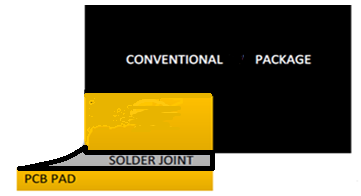 CONVENTIONAL PACKAGE
SOLDER JOINT
PCB PAD